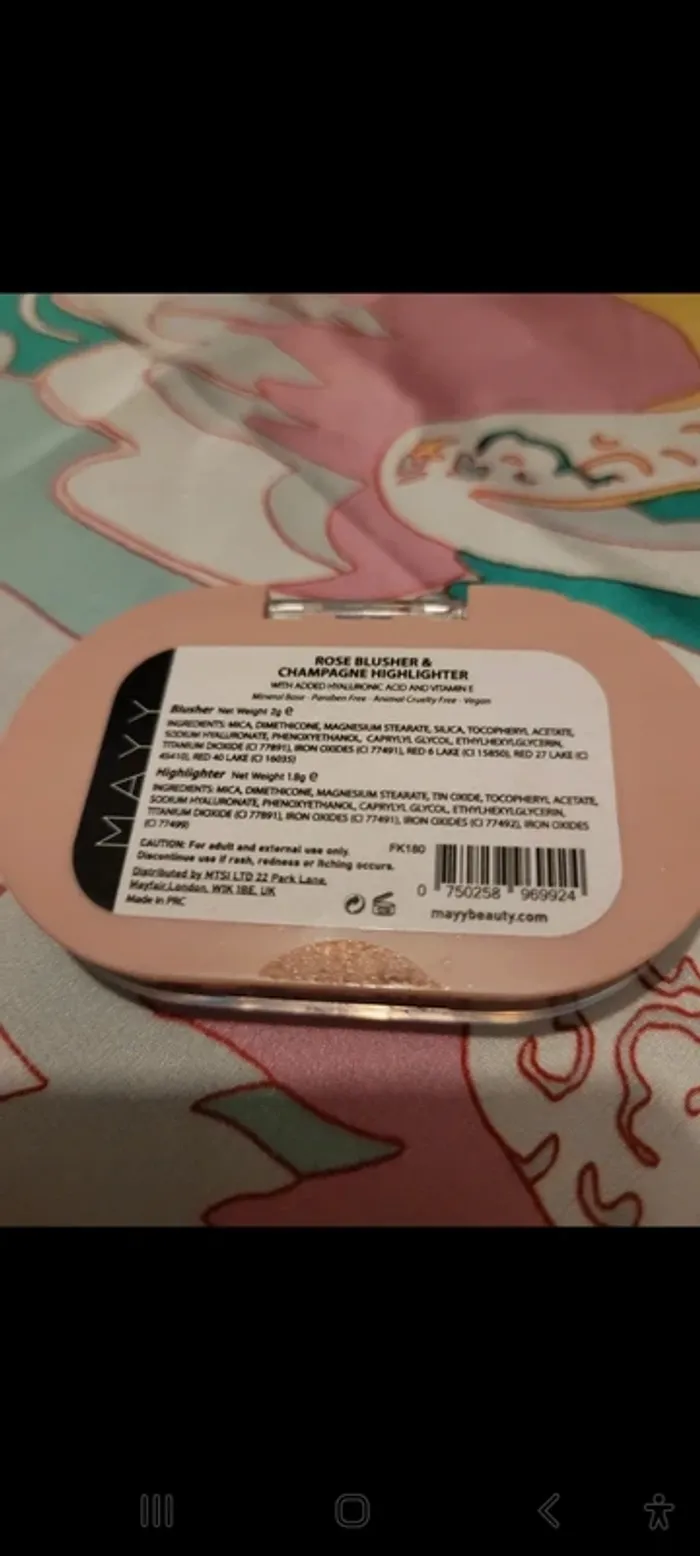 ROSE BLUSHER &
CHAMPAGNE HIGHLIGHTER
WITH ADDED HYALURONIC ACID AND VITAMIN E
Mineral Base · Paraben Free · Animal Cruelty Free · Vegan
Blusher Net Weight 2g ℮
INGREDIENTS: MICA, DIMETHICONE, MAGNESIUM STEARATE, SILICA, TOCOPHERYL ACETATE,
SODIUM HYALURONATE, PHENOXYETHANOL, CAPRYLYL GLYCOL, ETHYLHEXYLGLYCERIN,
TITANIUM DIOXIDE (CI 77891), IRON OXIDES (CI 77491), RED 6 LAKE (CI 15850), RED 27 LAKE (CI
45410), RED 40 LAKE (CI 16035)
Highlighter Net Weight 1.8g ℮
INGREDIENTS: MICA, DIMETHICONE, MAGNESIUM STEARATE, TIN OXIDE, TOCOPHERYL ACETATE,
SODIUM HYALURONATE, PHENOXYETHANOL, CAPRYLYL GLYCOL, ETHYLHEXYLGLYCERIN,
TITANIUM DIOXIDE (CI 77891), IRON OXIDES (CI 77491), IRON OXIDES (CI 77492), IRON OXIDES
(CI 77499)
CAUTION: For adult and external use only.
Discontinue use if rash, redness or itching occurs.
Distributed by MTSI LTD 22 Park Lane,
Mayfair,London, W1K 1BE, UK
Made in PRC
FK180
0 750258 969924
mayybeauty.com
MAYY